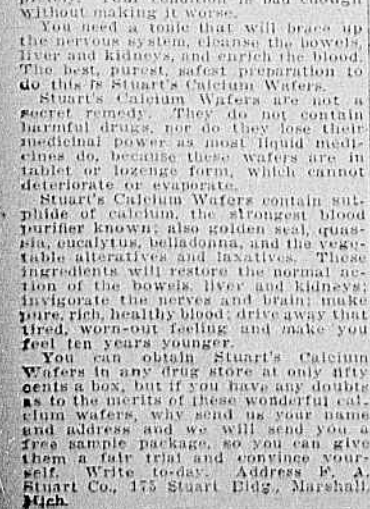 Your condition is bad enough
without making it worse.
You need a tonic that will brace up
the nervous system, cleanse the bowels,
liver and kidneys, and enrich the blood.
The best, purest, safest preparation to
do this is Stuart's Calcium Wafers.
Stuart's Calcium Wafers are not a
secret remedy. They do not contain
harmful drugs, nor do they lose their
medicinal power as most liquid medi-
cines do, because these wafers are in
tablet or lozenge form, which cannot
deteriorate or evaporate.
Stuart's Calcium Wafers contain sul-
phide of calcium, the strongest blood
purifier known; also golden seal, quas-
sia, eucalytus, belladonna, and the vege-
table alteratives and laxatives. These
ingredients will restore the normal ac-
tion of the bowels, liver and kidneys;
invigorate the nerves and brain; make
pure, rich, healthy blood; drive away that
tired, worn-out feeling and make you
feel ten years younger.
You can obtain Stuart's Calcium
Wafers in any drug store at only fifty
cents a box, but if you have any doubts
as to the merits of these wonderful cal-
cium wafers, why send us your name
and address and we will send you a
free sample package, so you can give
them a fair trial and convince your-
self. Write to-day. Address F. A.
Stuart Co., 175 Stuart Bldg., Marshall,
Mich.